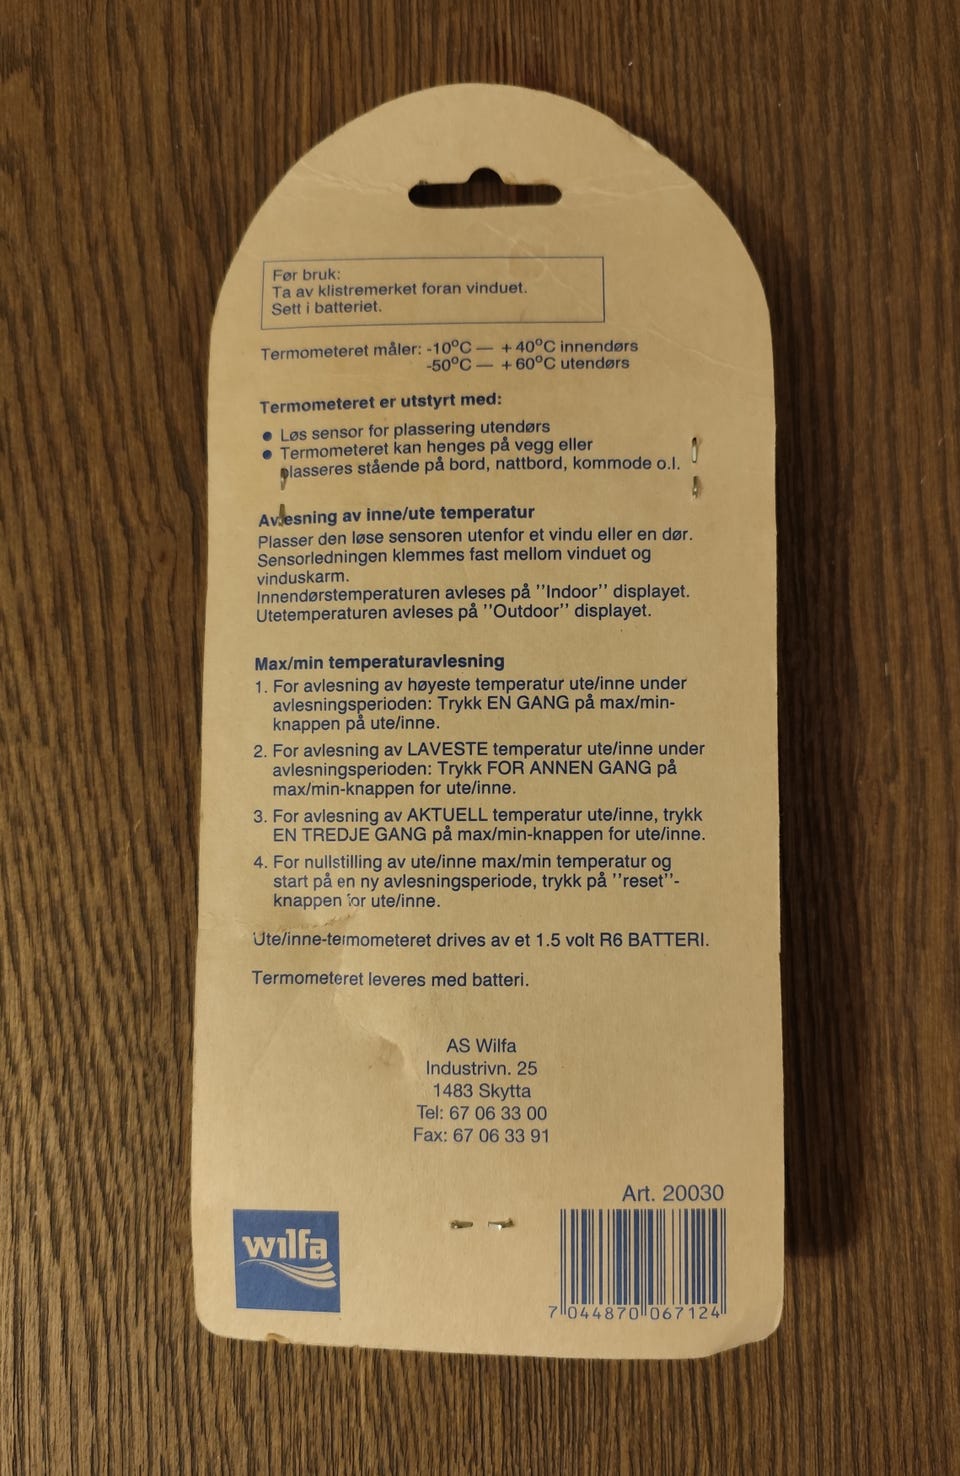 Før bruk:
Ta av klistremerket foran vinduet.
Sett i batteriet.
Termometeret måler: -10°C — +40°C innendørs
-50°C — +60°C utendørs
Termometeret er utstyrt med:
● Løs sensor for plassering utendørs
● Termometeret kan henges på vegg eller
plasseres stående på bord, nattbord, kommode o.l.
Avlesning av inne/ute temperatur
Plasser den løse sensoren utenfor et vindu eller en dør.
Sensorledningen klemmes fast mellom vinduet og
vinduskarm.
Innendørstemperaturen avleses på ''Indoor'' displayet.
Utetemperaturen avleses på ''Outdoor'' displayet.
Max/min temperaturavlesning
1. For avlesning av høyeste temperatur ute/inne under
avlesningsperioden: Trykk EN GANG på max/min-
knappen på ute/inne.
2. For avlesning av LAVESTE temperatur ute/inne under
avlesningsperioden: Trykk FOR ANNEN GANG på
max/min-knappen for ute/inne.
3. For avlesning av AKTUELL temperatur ute/inne, trykk
EN TREDJE GANG på max/min-knappen for ute/inne.
4. For nullstilling av ute/inne max/min temperatur og
start på en ny avlesningsperiode, trykk på ''reset''-
knappen for ute/inne.
Ute/inne-termometeret drives av et 1.5 volt R6 BATTERI.
Termometeret leveres med batteri.
AS Wilfa
Industrivn. 25
1483 Skytta
Tel: 67 06 33 00
Fax: 67 06 33 91
Art. 20030
wilfa
7 044870 067124